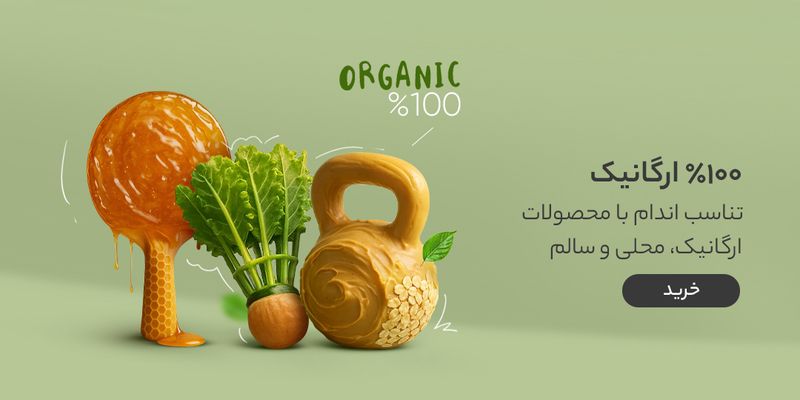 ORGANIC
%100
%۱۰۰ ارگانیک
تناسب اندام با محصولات
ارگانیک، محلی و سالم
خرید